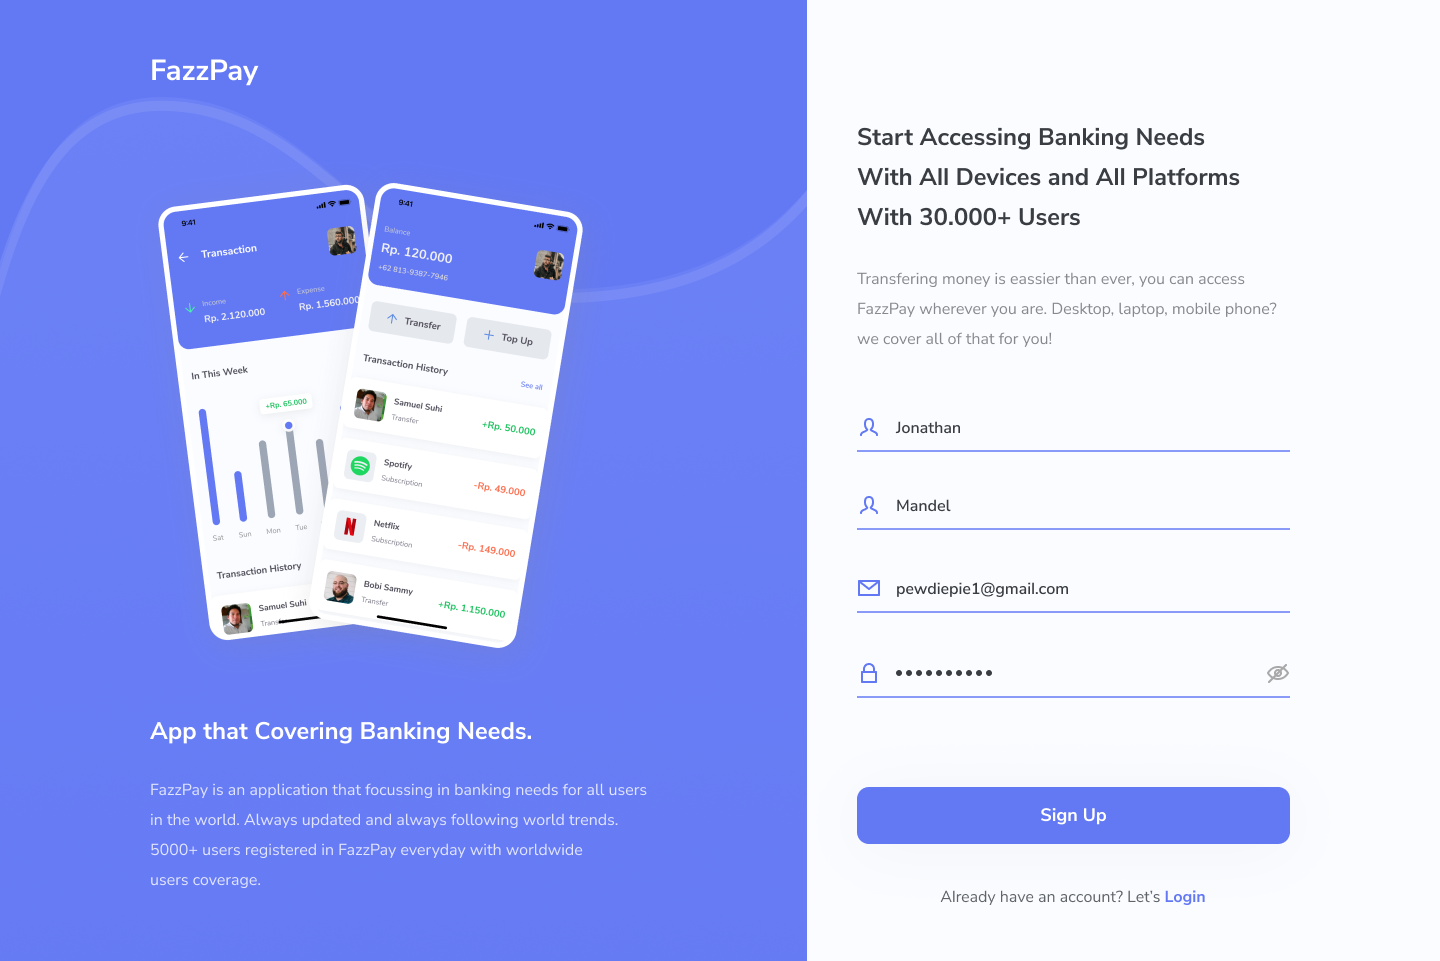 FazzPay
9:41
Transaction
Income
Rp. 2.120.000
Expense
Rp. 1.560.000
In This Week
+Rp. 65.000
Sat
Sun
Mon
Tue
Transaction History
Samuel Suhi
9:41
Balance
Rp. 120.000
+62 813-9387-7946
Transfer
Top Up
Transaction History
See all
Samuel Suhi
Transfer
+Rp. 50.000
Spotify
Subscription
-Rp. 49.000
Netflix
Subscription
-Rp. 149.000
Bobi Sammy
Transfer
+Rp. 1.150.000
App that Covering Banking Needs.
FazzPay is an application that focussing in banking needs for all users
in the world. Always updated and always following world trends.
5000+ users registered in FazzPay everyday with worldwide
users coverage.
Start Accessing Banking Needs
With All Devices and All Platforms
With 30.000+ Users
Transfering money is eassier than ever, you can access
FazzPay wherever you are. Desktop, laptop, mobile phone?
we cover all of that for you!
Jonathan
Mandel
pewdiepie1@gmail.com
••••••••••
Sign Up
Already have an account? Let’s Login